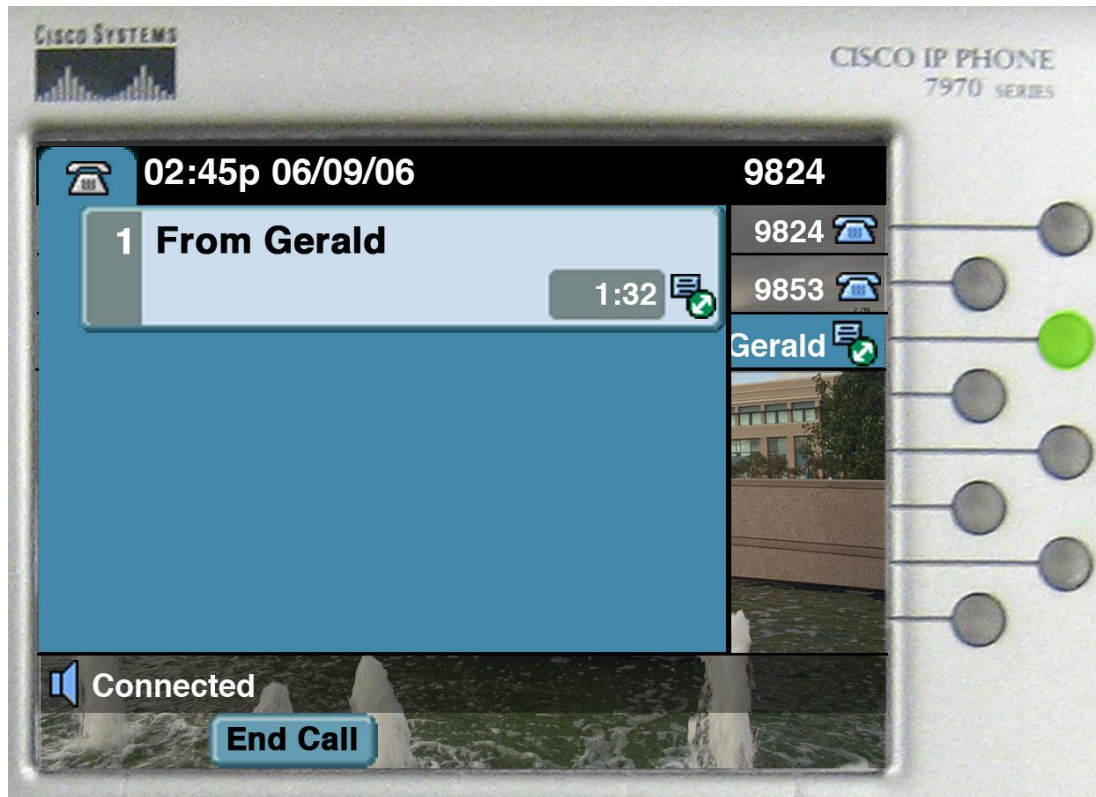 CISCO SYSTEMS
CISCO IP PHONE
7970 SERIES
02:45p 06/09/06
9824
1 From Gerald
1:32
9824
9853
Gerald
Connected
End Call